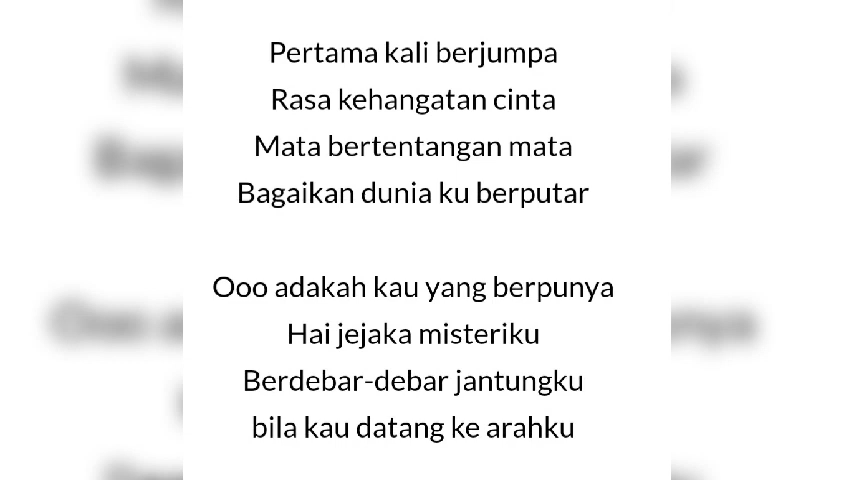 Pertama kali berjumpa
Rasa kehangatan cinta
Mata bertentangan mata
Bagaikan dunia ku berputar
Ooo adakah kau yang berpunya
Hai jejaka misteriku
Berdebar-debar jantungku
bila kau datang ke arahku